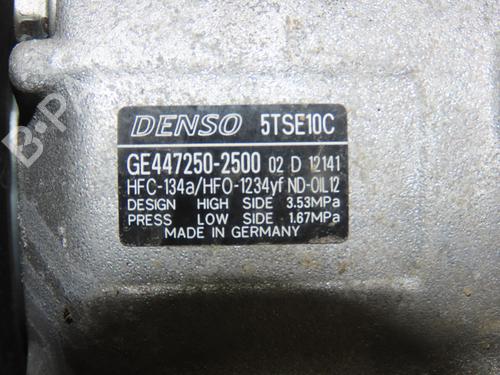 DENSO 5TSE10C
GE447250-2500 02 D 12141
HFC-134a/HFO-1234yf ND-OIL12
DESIGN HIGH SIDE 3.53MPa
PRESS LOW SIDE 1.67MPa
MADE IN GERMANY